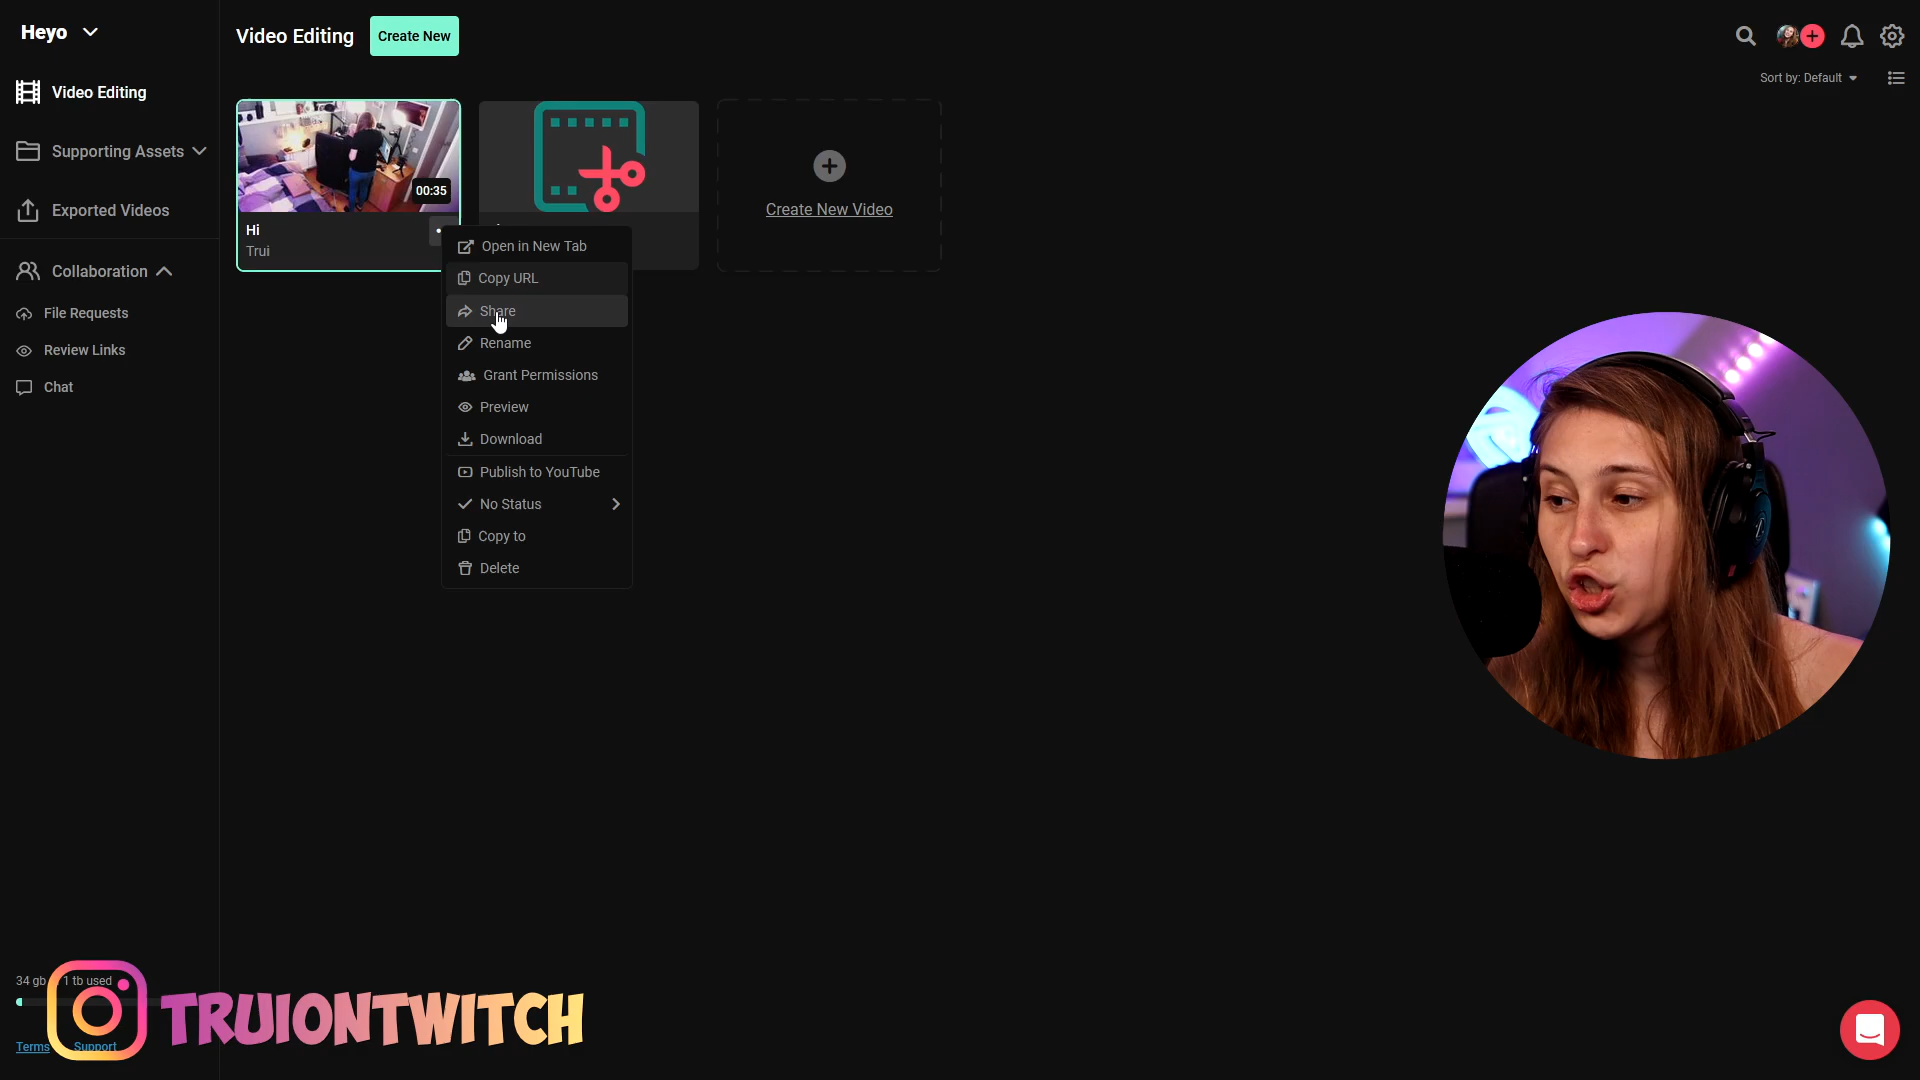 Heyo
Video Editing
Create New
Sort by: Default
Video Editing
Supporting Assets
Exported Videos
Collaboration
File Requests
Review Links
Chat
00:35
Hi
Trui
Create New Video
Open in New Tab
Copy URL
Share
Rename
Grant Permissions
Preview
Download
Publish to YouTube
No Status
Copy to
Delete
34 gb
1 tb used
TRUIONTWITCH
Terms
Support